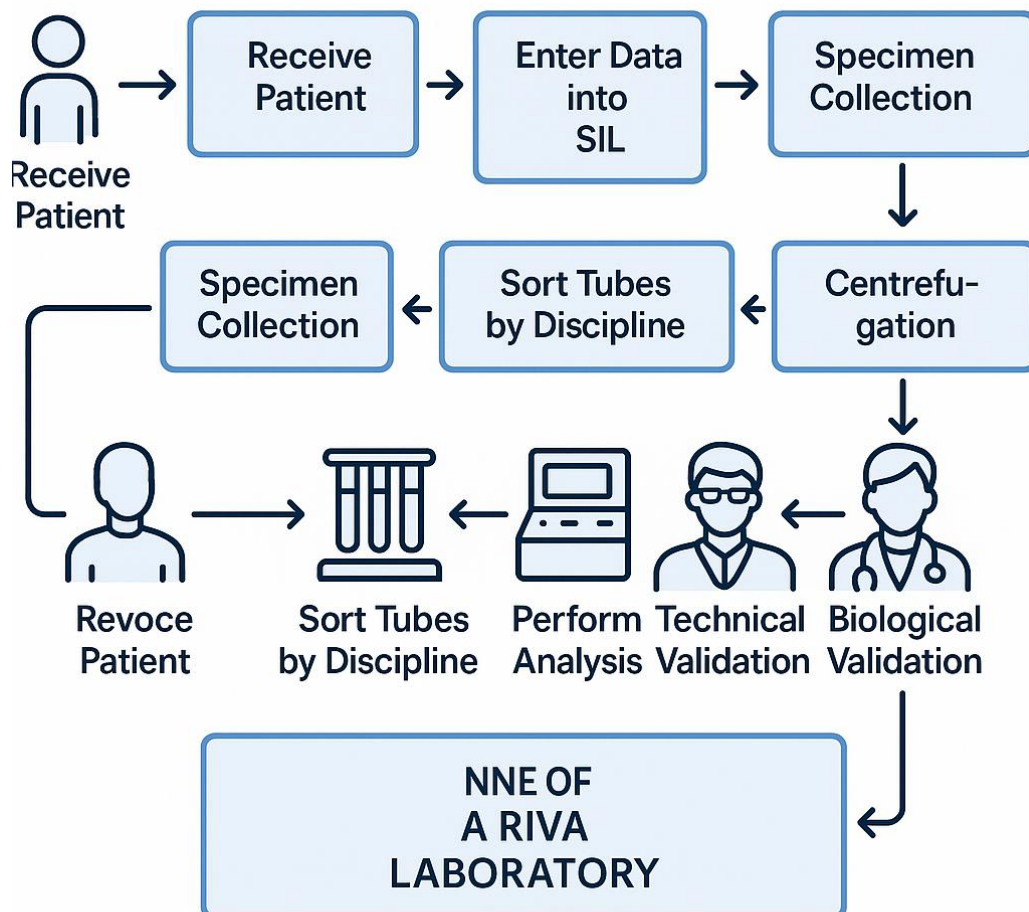 Receive
Patient
Enter Data
into
SIL
Specimen
Collection
Receive
Patient
Specimen
Collection
Sort Tubes
by Discipline
Centrefu-
gation
Revoce
Patient
Sort Tubes
by Discipline
Perform
Analysis
Technical
Validation
Biological
Validation
NNE OF
A RIVA
LABORATORY